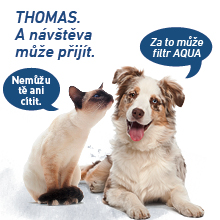 THOMAS.
A návštěva
může přijít.
Za to může
filtr AQUA
Nemůžu
tě ani
cítit.